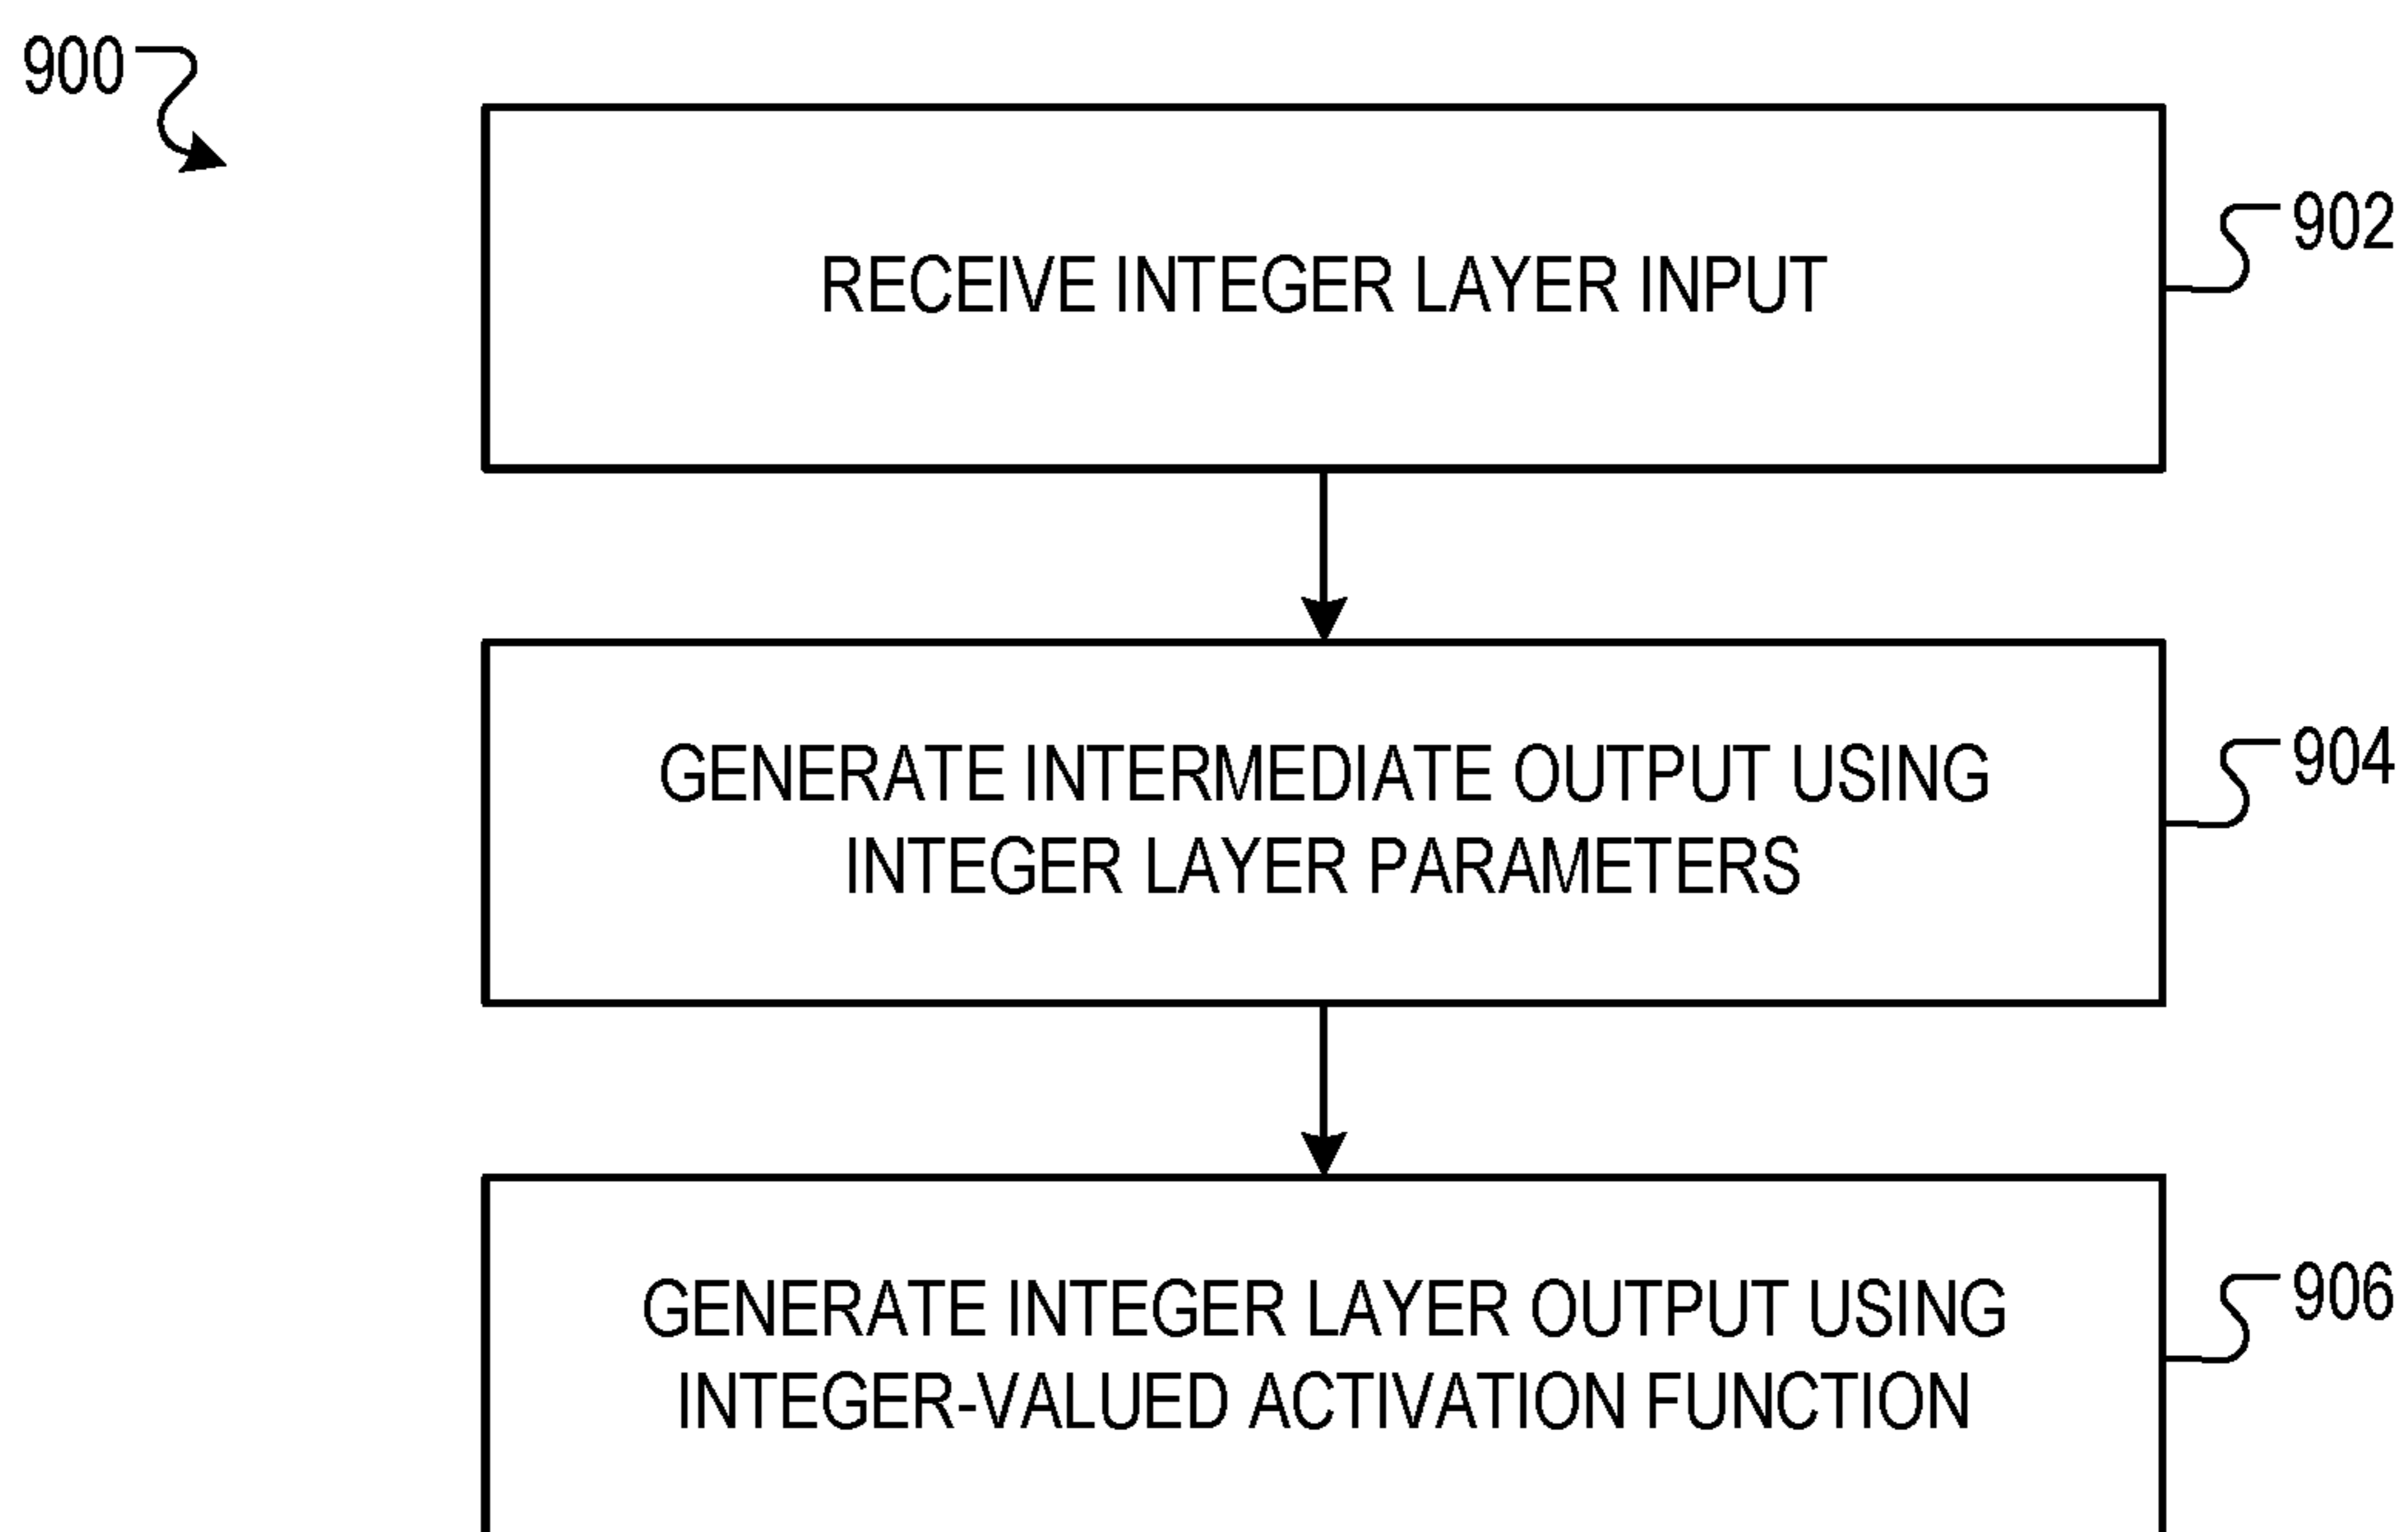 900
RECEIVE INTEGER LAYER INPUT
902
GENERATE INTERMEDIATE OUTPUT USING
INTEGER LAYER PARAMETERS
904
GENERATE INTEGER LAYER OUTPUT USING
INTEGER-VALUED ACTIVATION FUNCTION
906